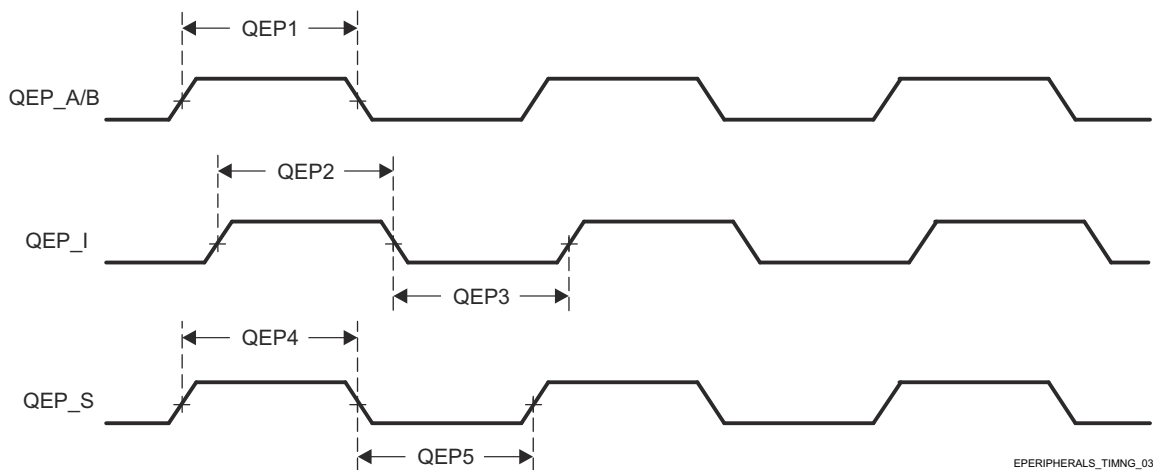 QEP1
QEP_A/B
QEP2
QEP_I
QEP3
QEP4
QEP_S
QEP5
EPERIPHERALS_TIMNG_03